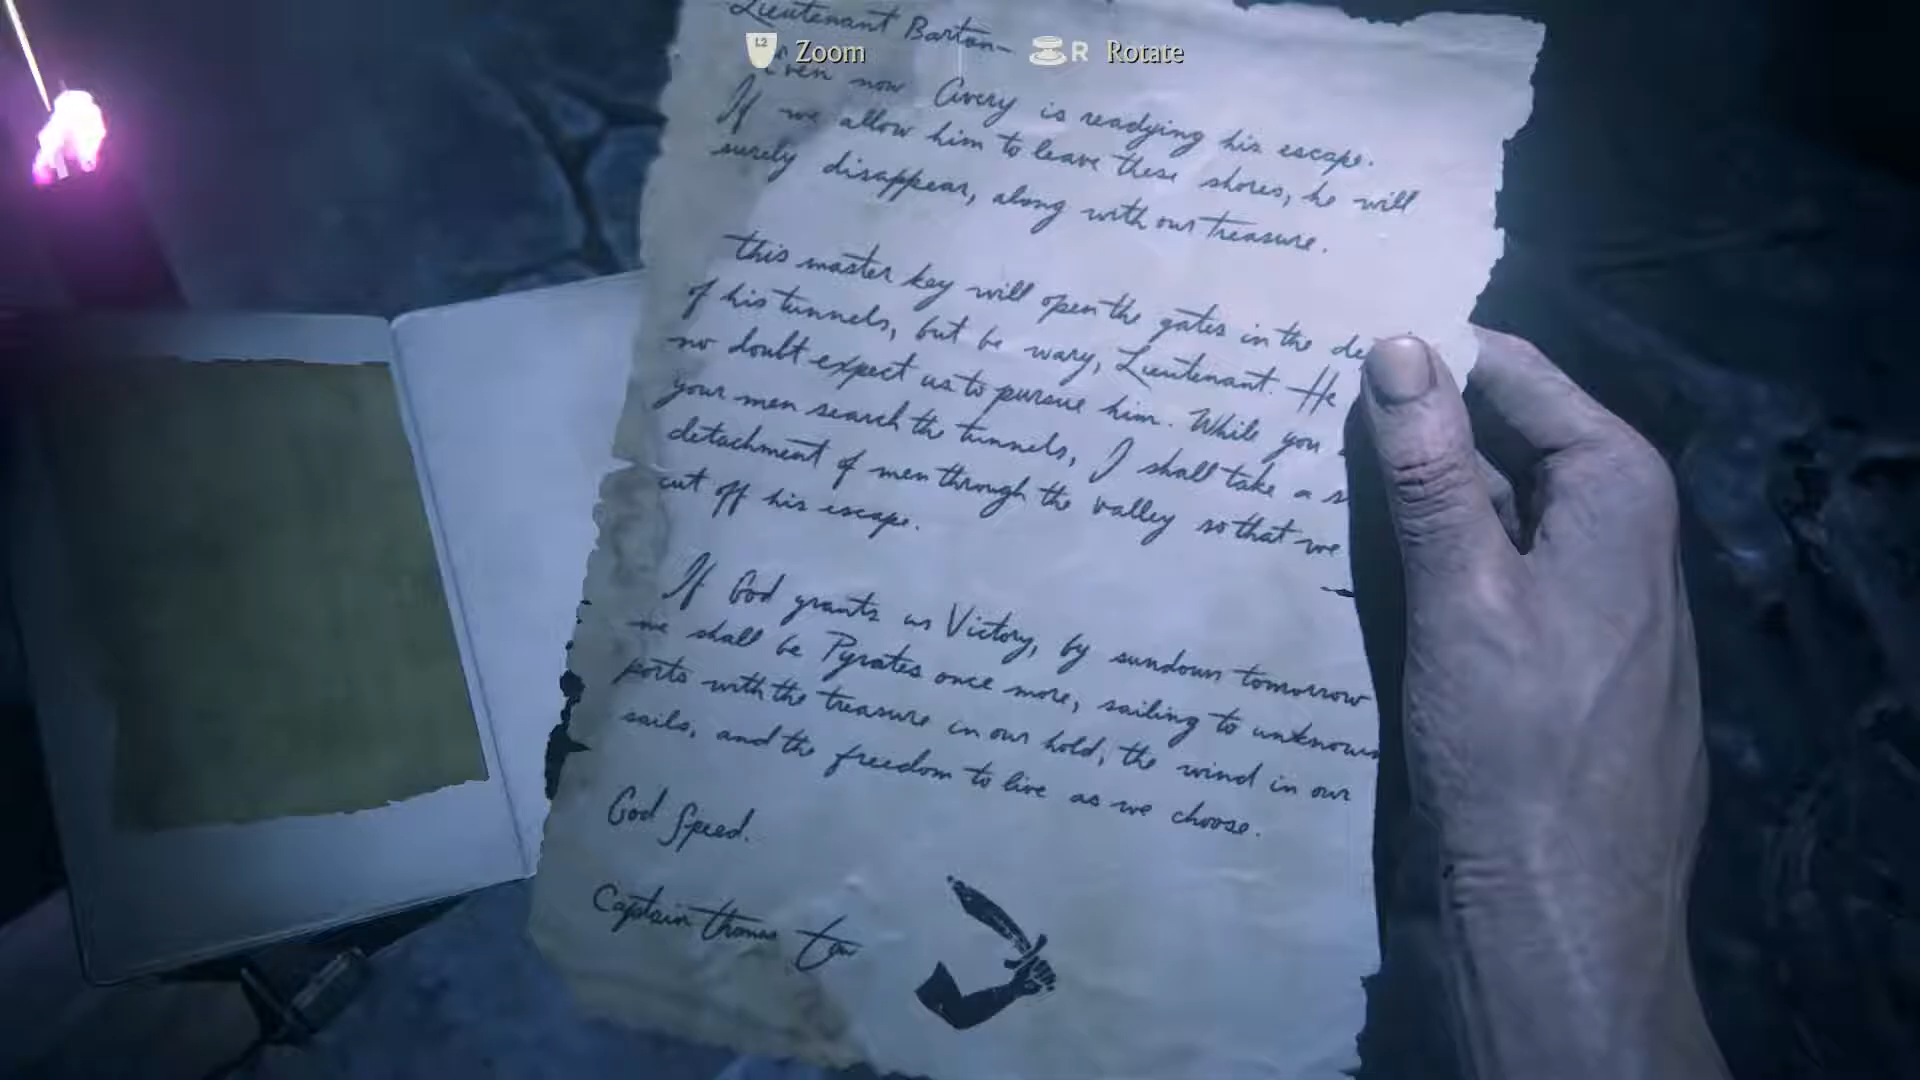 Lieutenant Barton-
L2 Zoom R Rotate
Even now Avery is readying his escape.
If we allow him to leave these shores, he will
surely disappear, along with our treasure.
This master key will open the gates in the
of his tunnels, but be wary, Lieutenant. He
no doubt expect us to pursue him. While you
your men search the tunnels, I shall take a
detachment of men through the valley so that we
cut off his escape.
If God grants us Victory, by sundown tomorrow
we shall be Pyrates once more, sailing to unknown
ports with the treasure in our hold, the wind in our
sails, and the freedom to live as we choose.
God Speed.
Captain Thomas Tew